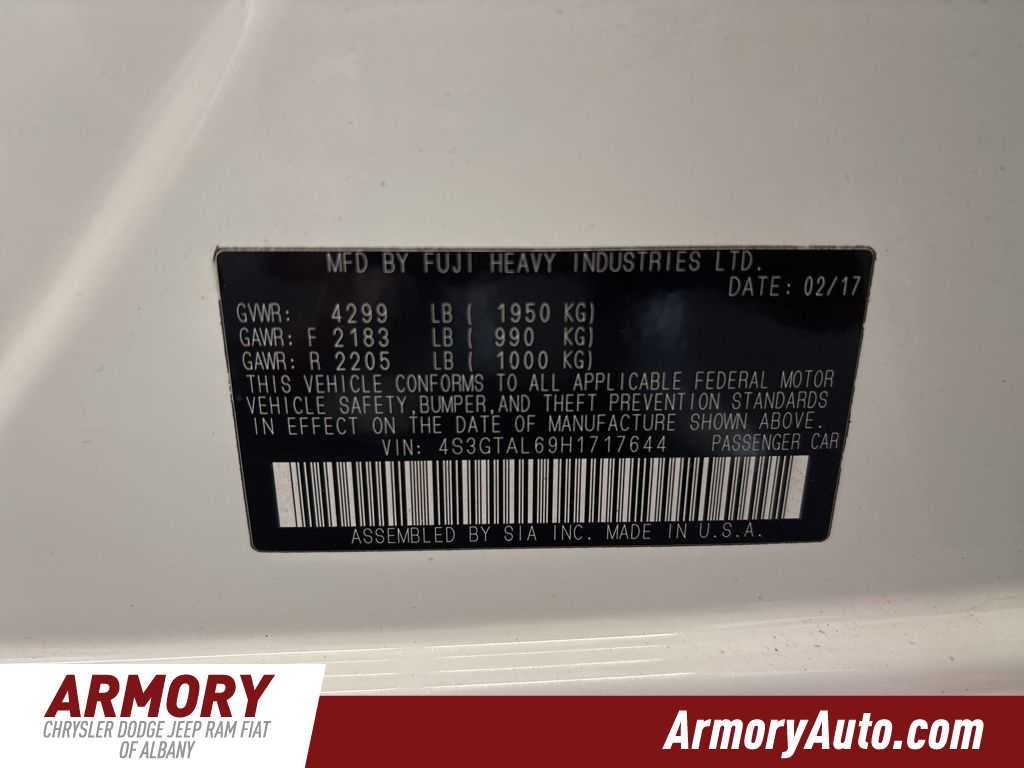 MFD BY FUJI HEAVY INDUSTRIES LTD.
DATE: 02/17
GVWR: 4299 LB ( 1950 KG)
GAWR: F 2183 LB ( 990 KG)
GAWR: R 2205 LB ( 1000 KG)
THIS VEHICLE CONFORMS TO ALL APPLICABLE FEDERAL MOTOR
VEHICLE SAFETY,BUMPER,AND THEFT PREVENTION STANDARDS
IN EFFECT ON THE DATE OF MANUFACTURE SHOWN ABOVE.
VIN: 4S3GTAL69H1717644 PASSENGER CAR
ASSEMBLED BY SIA INC. MADE IN U.S.A.
ARMORY
CHRYSLER DODGE JEEP RAM FIAT
OF ALBANY
ArmoryAuto.com